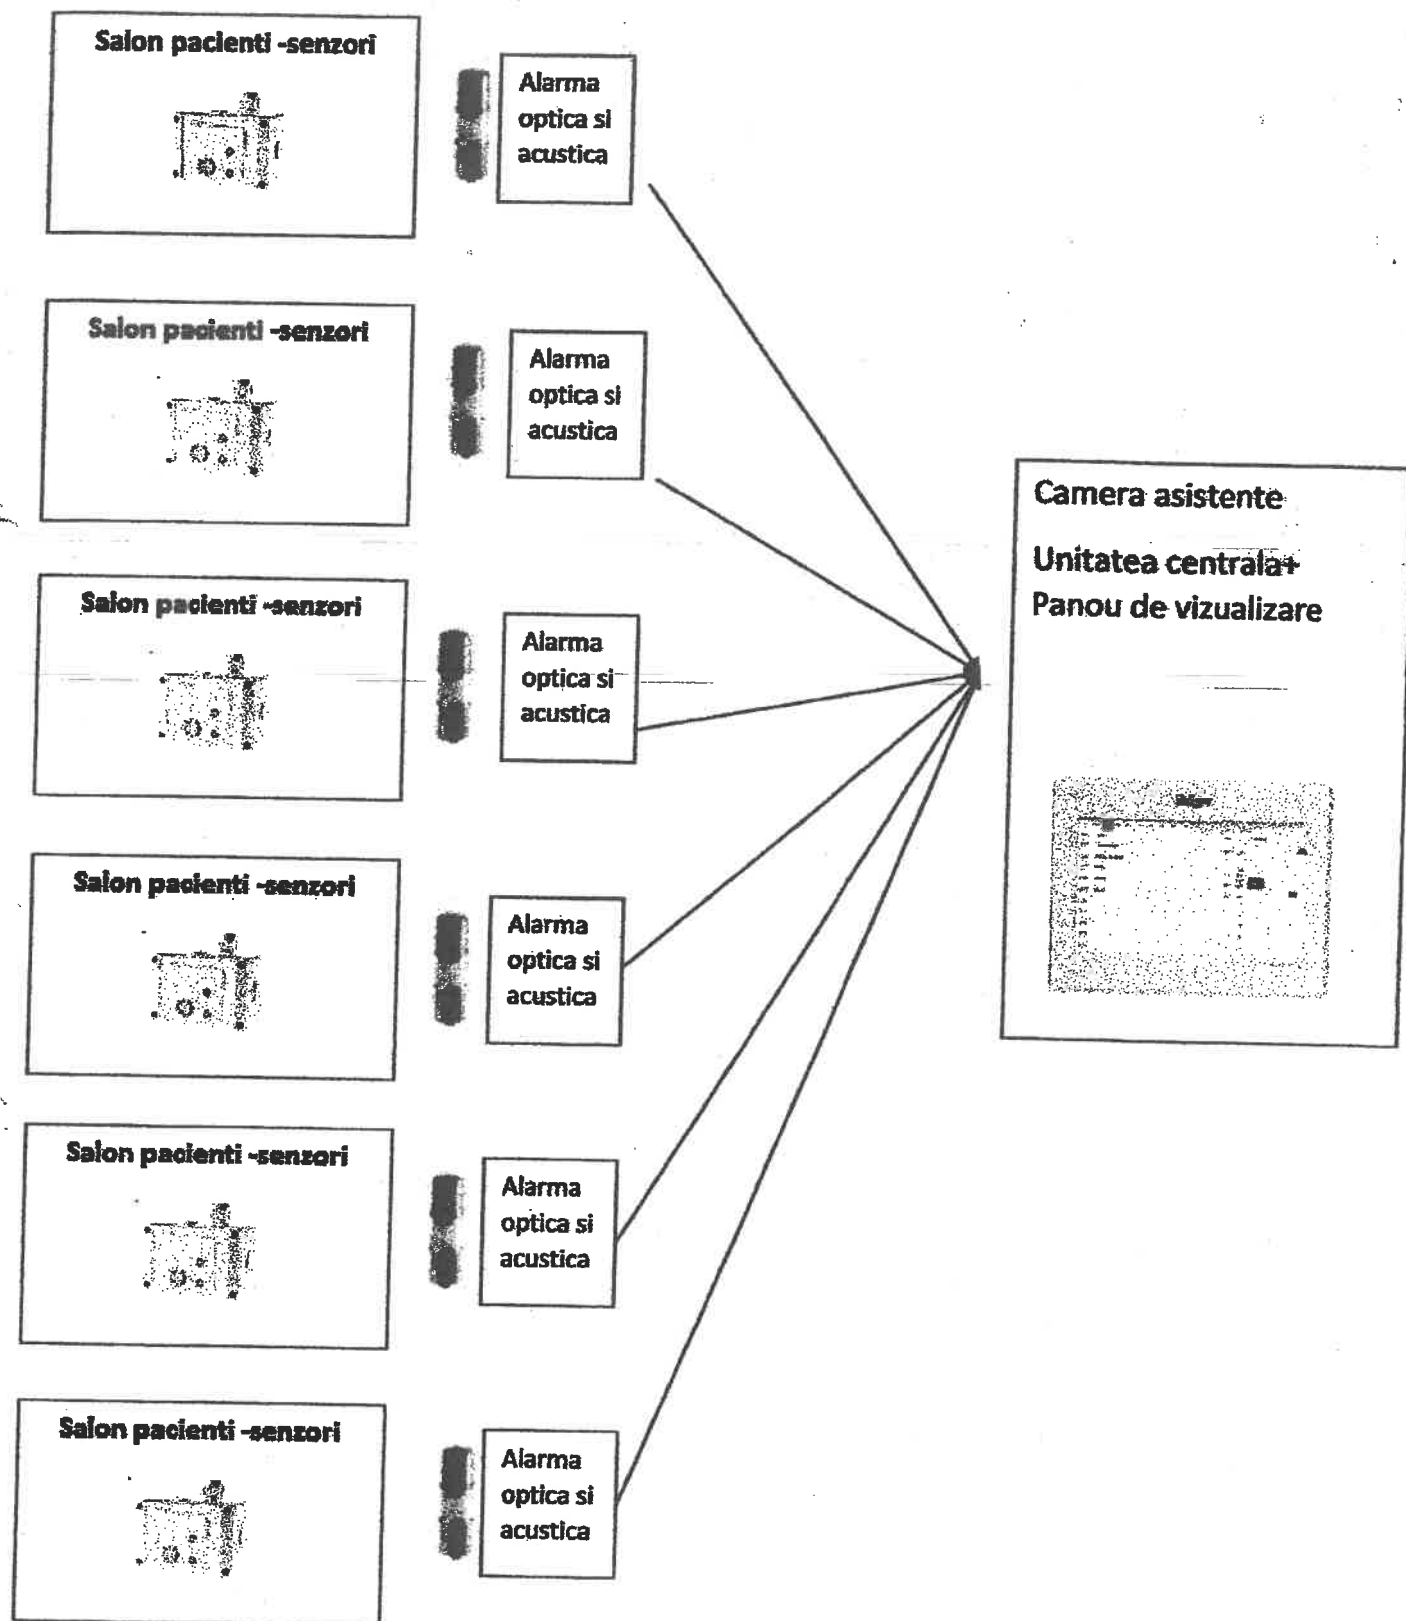 Salon pacienti -senzori
Alarma
optica si
acustica
Salon pacienti -senzori
Alarma
optica si
acustica
Camera asistente
Unitatea centrala+
Panou de vizualizare
Salon pacienti -senzori
Alarma
optica si
acustica
Salon pacienti -senzori
Alarma
optica si
acustica
Salon pacienti -senzori
Alarma
optica si
acustica
Salon pacienti -senzori
Alarma
optica si
acustica